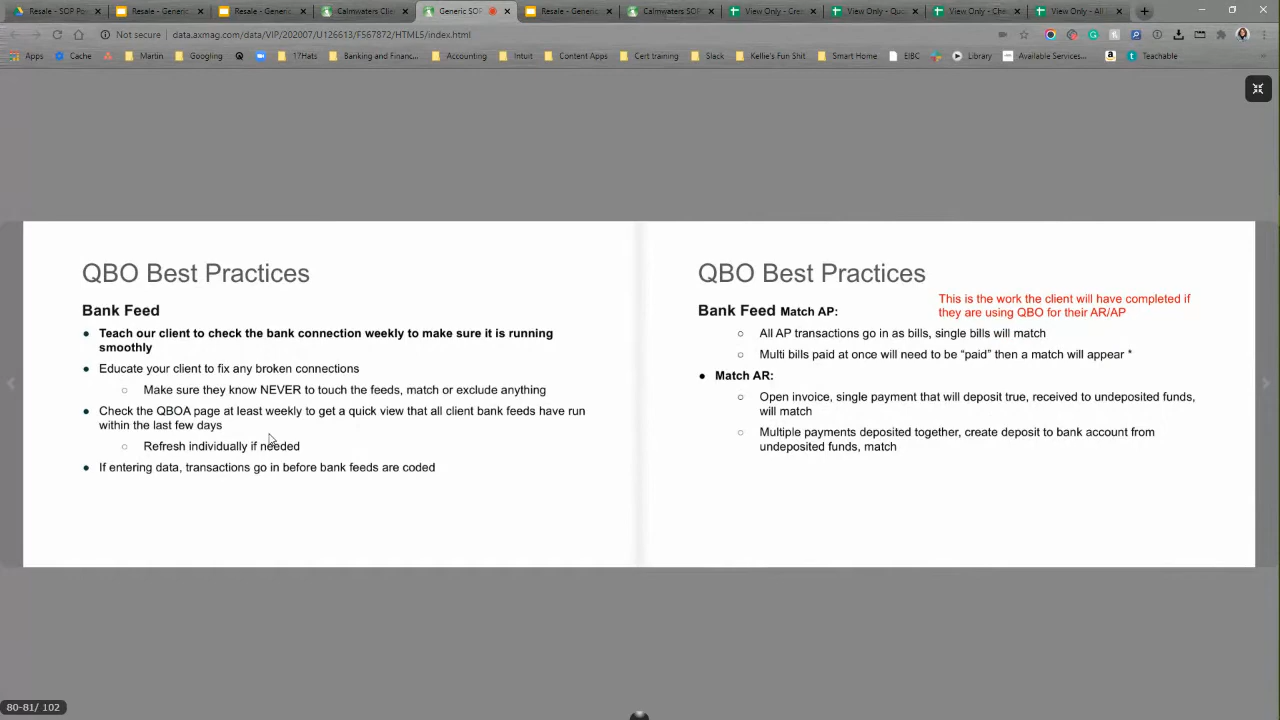 Resale - SOP Po
Resale - Generic
Resale - Generic
Calmwaters Clie
Generic SOP
Resale - Generic
Calmwaters SOP
View Only - Cre
View Only - Quo
View Only - Che
View Only - All
Not secure | data.axmag.com/data/VIP/202007/U126613/F567872/HTML5/index.html
Apps
Cache
Martin
Googling
17Hats
Banking and Financ...
Accounting
Intuit
Content Apps
Cert training
Slack
Kellie's Fun Shit
Smart Home
EIBC
Library
Available Services...
Teachable
QBO Best Practices
Bank Feed
Teach our client to check the bank connection weekly to make sure it is running
smoothly
Educate your client to fix any broken connections
Make sure they know NEVER to touch the feeds, match or exclude anything
Check the QBOA page at least weekly to get a quick view that all client bank feeds have run
within the last few days
Refresh individually if needed
If entering data, transactions go in before bank feeds are coded
QBO Best Practices
This is the work the client will have completed if
they are using QBO for their AR/AP
Bank Feed Match AP:
All AP transactions go in as bills, single bills will match
Multi bills paid at once will need to be “paid” then a match will appear *
Match AR:
Open invoice, single payment that will deposit true, received to undeposited funds,
will match
Multiple payments deposited together, create deposit to bank account from
undeposited funds, match
80-81/ 102